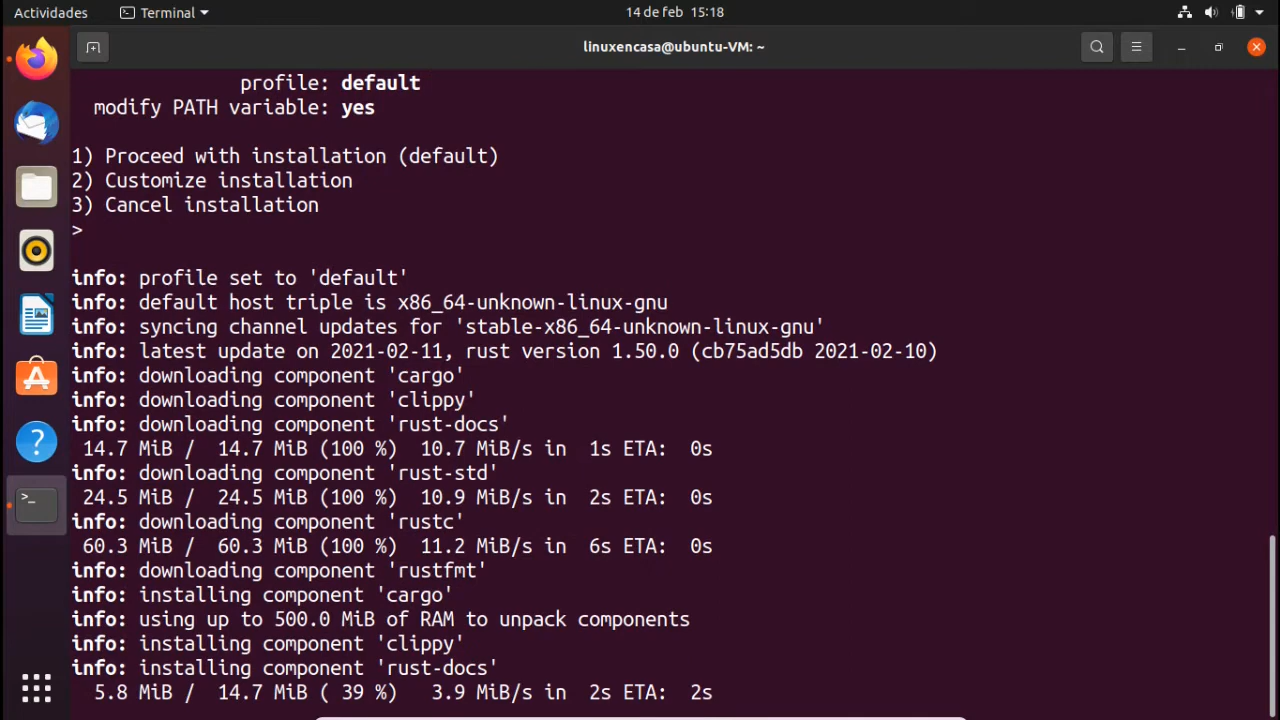 Actividades
Terminal
14 de feb 15:18
linuxencasa@ubuntu-VM: ~
profile: default
modify PATH variable: yes
1) Proceed with installation (default)
2) Customize installation
3) Cancel installation
>
info: profile set to 'default'
info: default host triple is x86_64-unknown-linux-gnu
info: syncing channel updates for 'stable-x86_64-unknown-linux-gnu'
info: latest update on 2021-02-11, rust version 1.50.0 (cb75ad5db 2021-02-10)
info: downloading component 'cargo'
info: downloading component 'clippy'
info: downloading component 'rust-docs'
14.7 MiB / 14.7 MiB (100 %) 10.7 MiB/s in 1s ETA: 0s
info: downloading component 'rust-std'
24.5 MiB / 24.5 MiB (100 %) 10.9 MiB/s in 2s ETA: 0s
info: downloading component 'rustc'
60.3 MiB / 60.3 MiB (100 %) 11.2 MiB/s in 6s ETA: 0s
info: downloading component 'rustfmt'
info: installing component 'cargo'
info: using up to 500.0 MiB of RAM to unpack components
info: installing component 'clippy'
info: installing component 'rust-docs'
5.8 MiB / 14.7 MiB ( 39 %) 3.9 MiB/s in 2s ETA: 2s